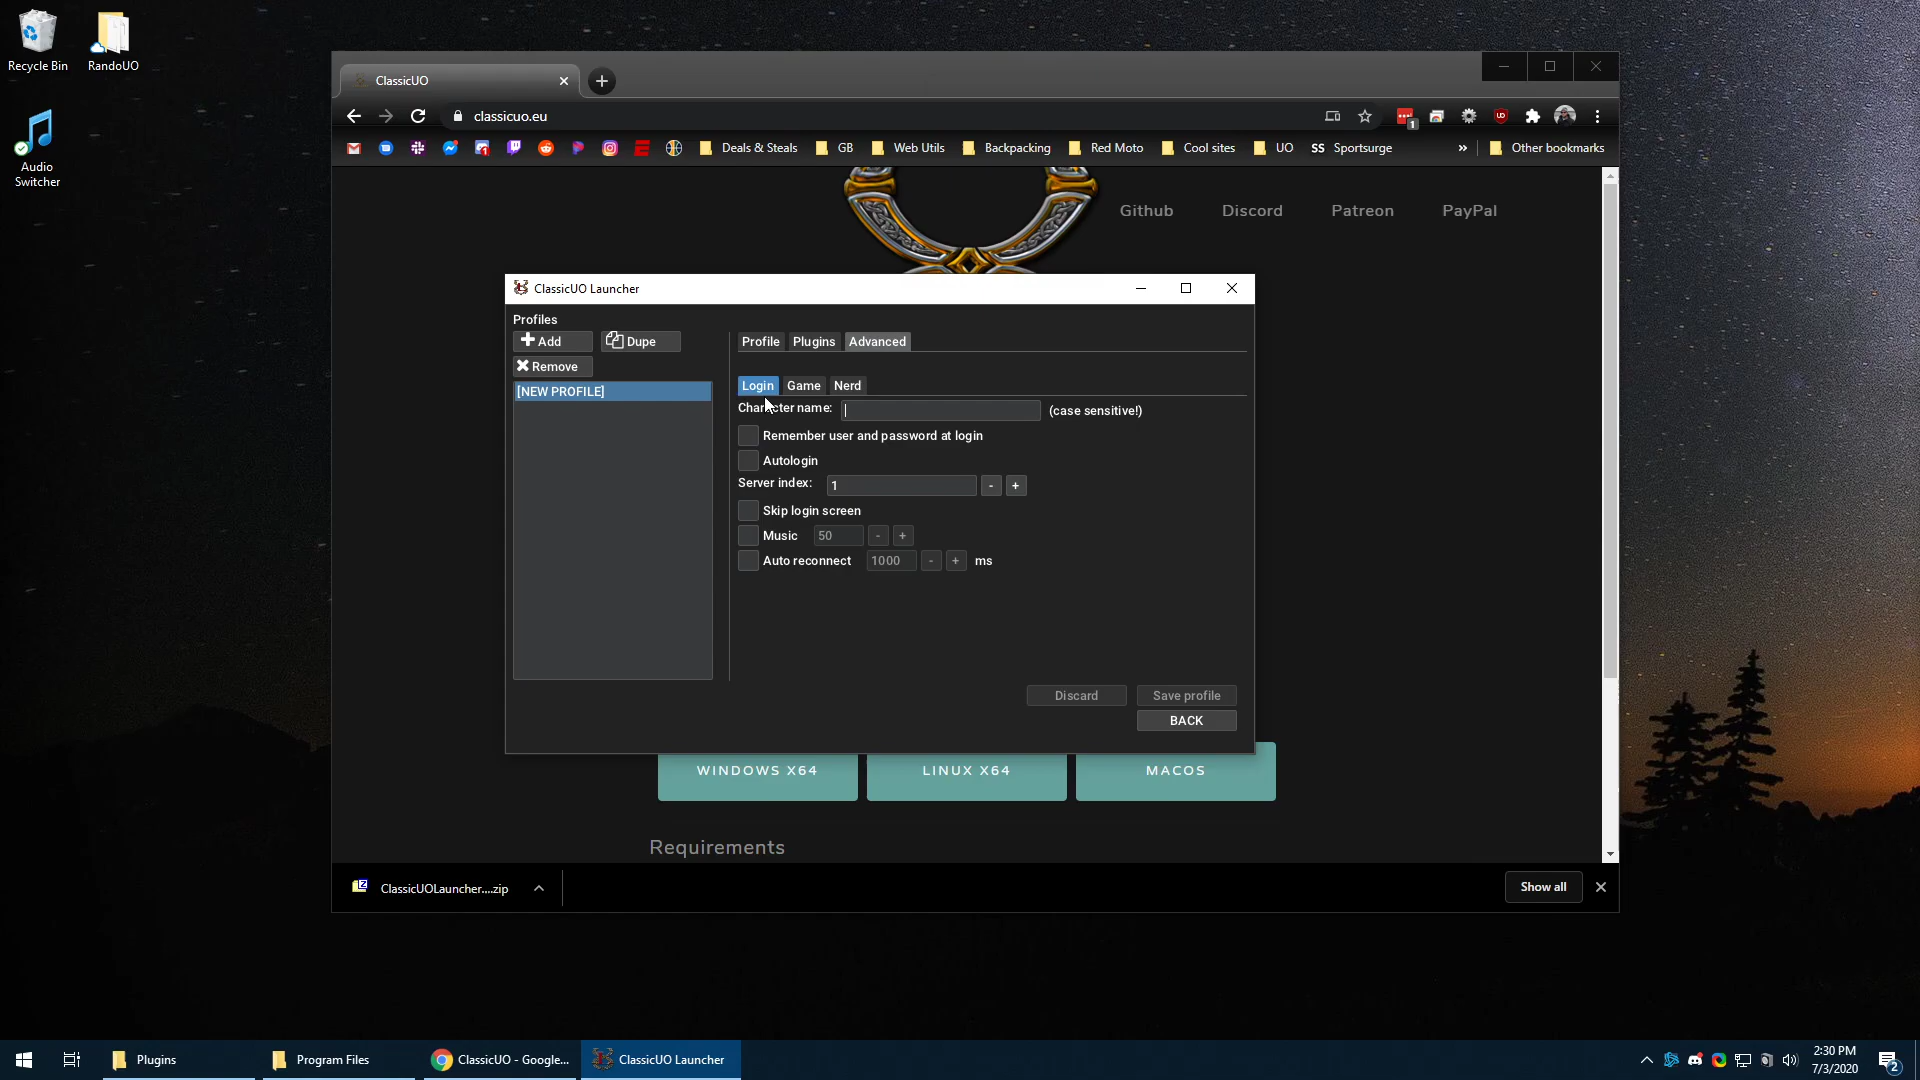 Recycle Bin
RandoUO
Audio
Switcher
ClassicUO
classicuo.eu
1
Deals & Steals
GB
Web Utils
Backpacking
Red Moto
Cool sites
UO
SS Sportsurge
»
Other bookmarks
Github
Discord
Patreon
PayPal
ClassicUO Launcher
Profiles
Add
Dupe
Remove
[NEW PROFILE]
Profile
Plugins
Advanced
Login
Game
Nerd
Character name:
(case sensitive!)
Remember user and password at login
Autologin
Server index:
1
-
+
Skip login screen
Music
50
-
+
Auto reconnect
1000
-
+
ms
Discard
Save profile
BACK
WINDOWS X64
LINUX X64
MACOS
Requirements
ClassicUOLauncher....zip
Show all
Plugins
Program Files
ClassicUO - Google...
ClassicUO Launcher
2:30 PM
7/3/2020
2